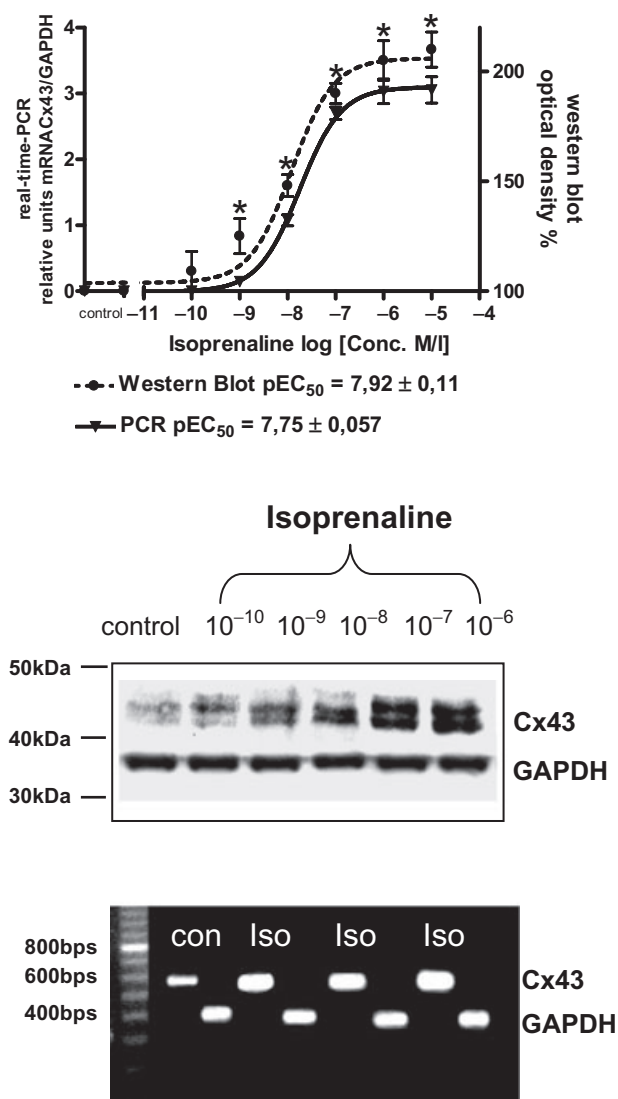 real-time-PCR
relative units mRNACx43/GAPDH
4
3
2
1
0
* * * * *
200
150
100
western blot
optical density %
control –11 –10 –9 –8 –7 –6 –5 –4
Isoprenaline log [Conc. M/l]
Western Blot pEC50 = 7,92 ± 0,11
PCR pEC50 = 7,75 ± 0,057
Isoprenaline
control 10–10 10–9 10–8 10–7 10–6
50kDa
40kDa
30kDa
Cx43
GAPDH
con Iso Iso Iso
800bps
600bps
400bps
Cx43
GAPDH